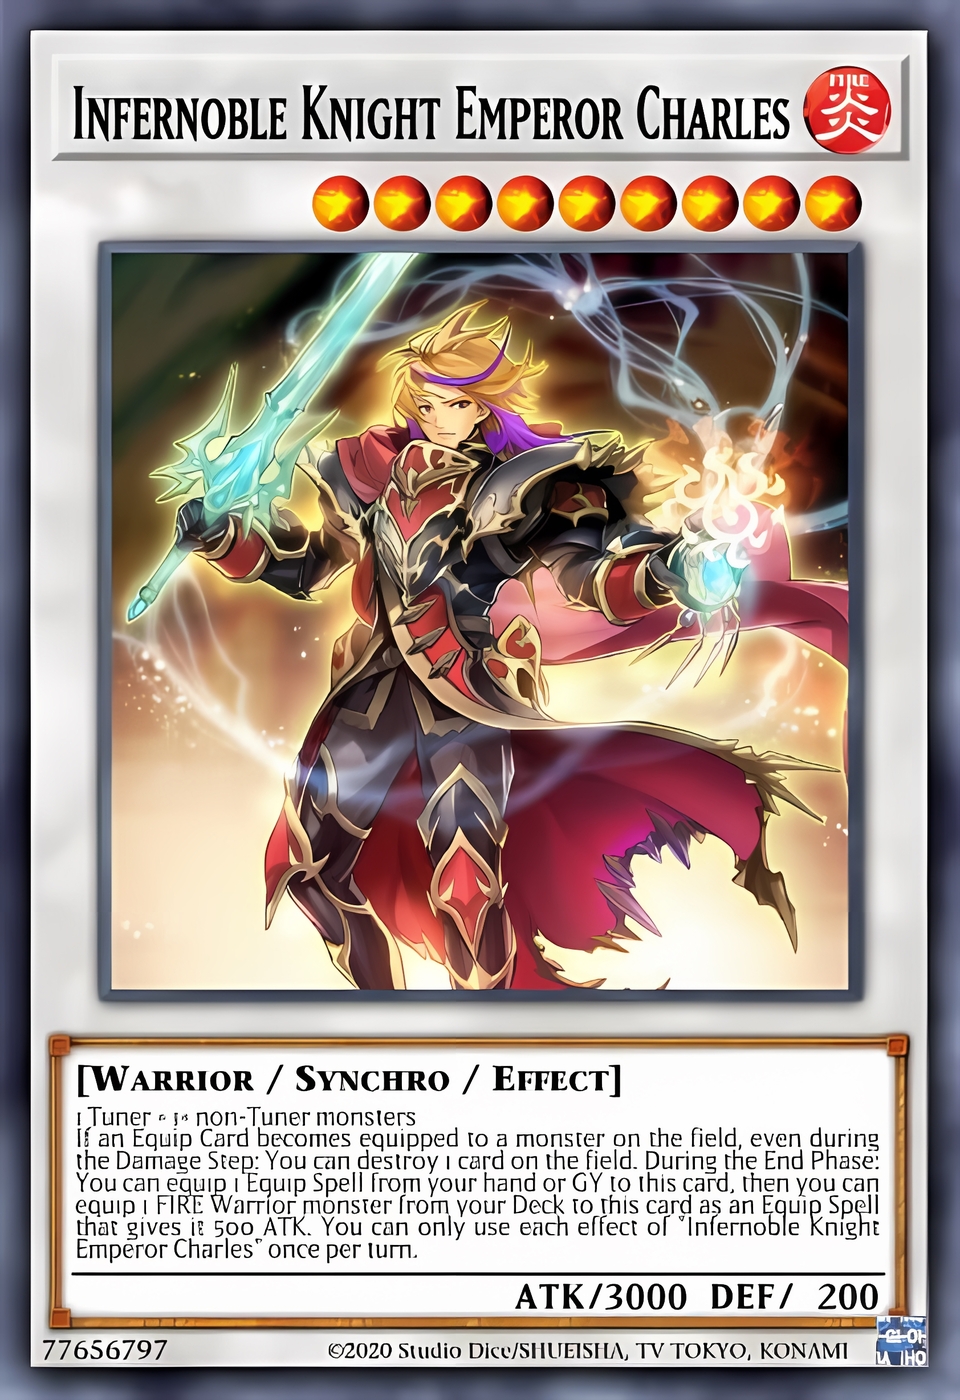 Infernoble Knight Emperor Charles
炎
[Warrior / Synchro / Effect]
1 Tuner non-Tuner monsters
If an Equip Card becomes equipped to a monster on the field, even during
the Damage Step: You can destroy 1 card on the field. During the End Phase:
You can equip 1 Equip Spell from your hand or GY to this card, then you can
equip 1 FIRE Warrior monster from your Deck to this card as an Equip Spell
that gives it 500 ATK. You can only use each effect of "Infernoble Knight
Emperor Charles" once per turn.
ATK/3000 DEF/ 200
77656797
©2020 Studio Dice/SHUEISHA, TV TOKYO, KONAMI